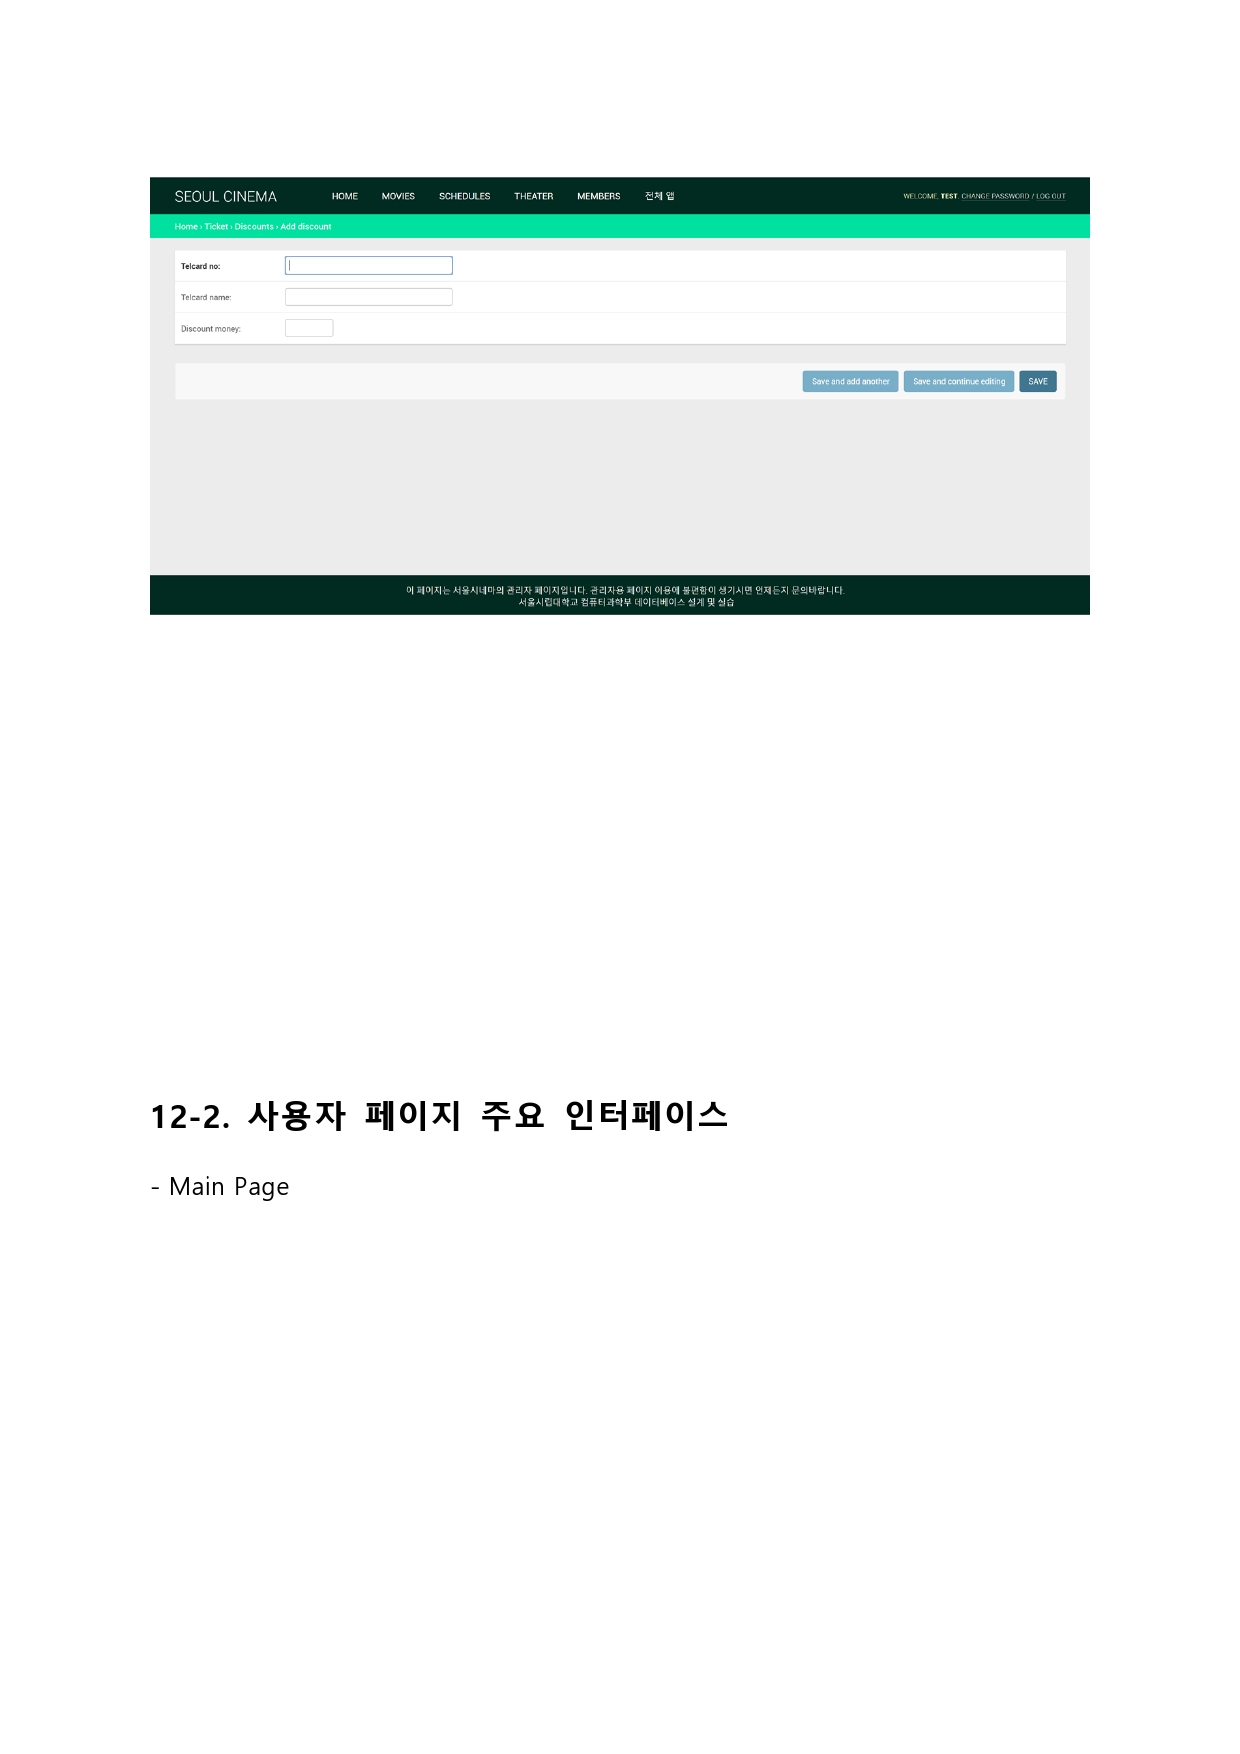 SEOUL CINEMA HOME MOVIES SCHEDULES THEATER MEMBERS 전체 앱 WELCOME, TEST. CHANGE PASSWORD / LOG OUT
Home › Ticket › Discounts › Add discount
Telcard no:
Telcard name:
Discount money:
Save and add another Save and continue editing SAVE
이 페이지는 서울시네마의 관리자 페이지입니다. 관리자용 페이지 이용에 불편함이 생기시면 언제든지 문의바랍니다.
서울시립대학교 컴퓨터과학부 데이터베이스 설계 및 실습
12-2. 사용자 페이지 주요 인터페이스
- Main Page